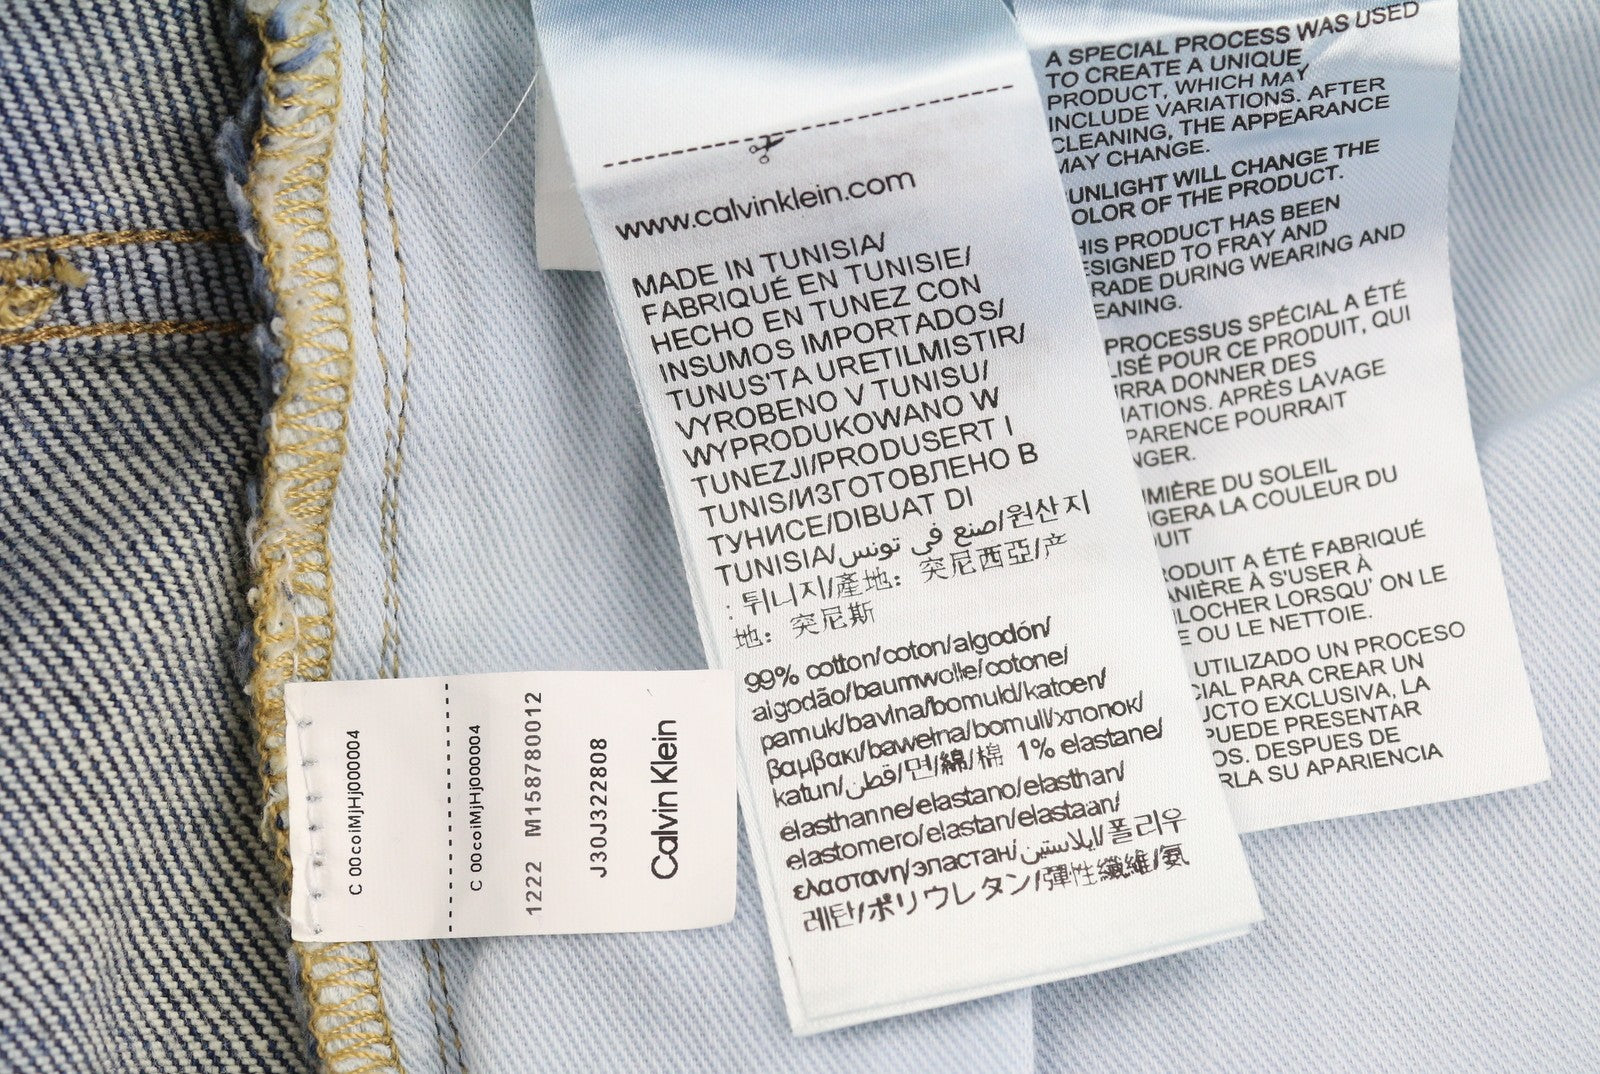 www.calvinklein.com
MADE IN TUNISIA/
FABRIQUÉ EN TUNISIE/
HECHO EN TUNEZ CON
INSUMOS IMPORTADOS/
TUNUS'TA URETILMISTIR/
VYROBENO V TUNISU/
WYPRODUKOWANO W
TUNEZJI/PRODUSERT I
TUNIS/ИЗГОТОВЛЕНО В
ТУНИСЕ/DIBUAT DI
TUNISIA/صنع في تونس/원산지
: 튀니지/產地: 突尼西亞/产
地: 突尼斯
99% cotton/coton/algodón/
algodão/baumwolle/cotone/
pamuk/bavlna/bomuld/katoen/
βαμβακι/bawełna/bomull/хлопок/
katun/قطن/면/綿/棉 1% elastane/
elasthanne/elastano/elasthan/
elastomero/elastan/elastaan/
ελαστανη/эластан/ايلاستين/폴리우
레탄/ポリウレタン/彈性纖維/氨
A SPECIAL PROCESS WAS USED
TO CREATE A UNIQUE
PRODUCT, WHICH MAY
INCLUDE VARIATIONS. AFTER
CLEANING, THE APPEARANCE
MAY CHANGE.
UNLIGHT WILL CHANGE THE
OLOR OF THE PRODUCT.
HIS PRODUCT HAS BEEN
ESIGNED TO FRAY AND
RADE DURING WEARING AND
EANING.
PROCESSUS SPÉCIAL A ÉTÉ
LISÉ POUR CE PRODUIT, QUI
RRA DONNER DES
IATIONS. APRÈS LAVAGE
PARENCE POURRAIT
NGER.
MIÈRE DU SOLEIL
GERA LA COULEUR DU
UIT
ODUIT A ÉTÉ FABRIQUÉ
ANIÈRE À S'USER À
LOCHER LORSQU' ON LE
E OU LE NETTOIE.
UTILIZADO UN PROCESO
IAL PARA CREAR UN
UCTO EXCLUSIVA, LA
PUEDE PRESENTAR
OS. DESPUES DE
RLA SU APARIENCIA
C 00coiMjHj000004
C 00coiMjHj000004
1222 M158780012
J30J322808
Calvin Klein